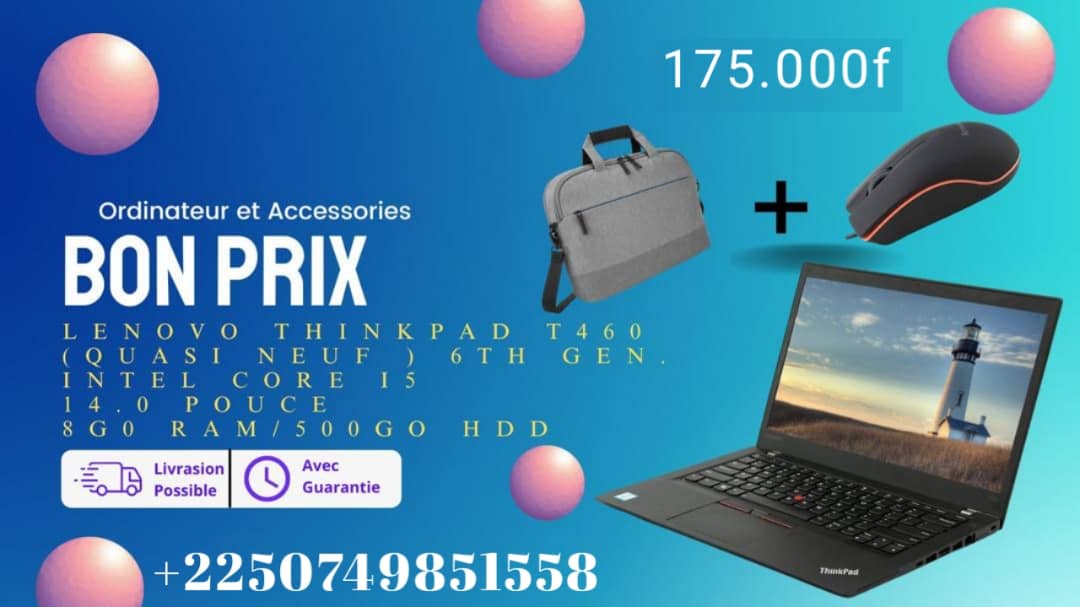 175.000f
Ordinateur et Accessories
BON PRIX
LENOVO THINKPAD T460
(QUASI NEUF ) 6TH GEN.
INTEL CORE I5
14.0 POUCE
8GO RAM/500GO HDD
Livrasion
Possible
Avec
Guarantie
ThinkPad
+2250749851558